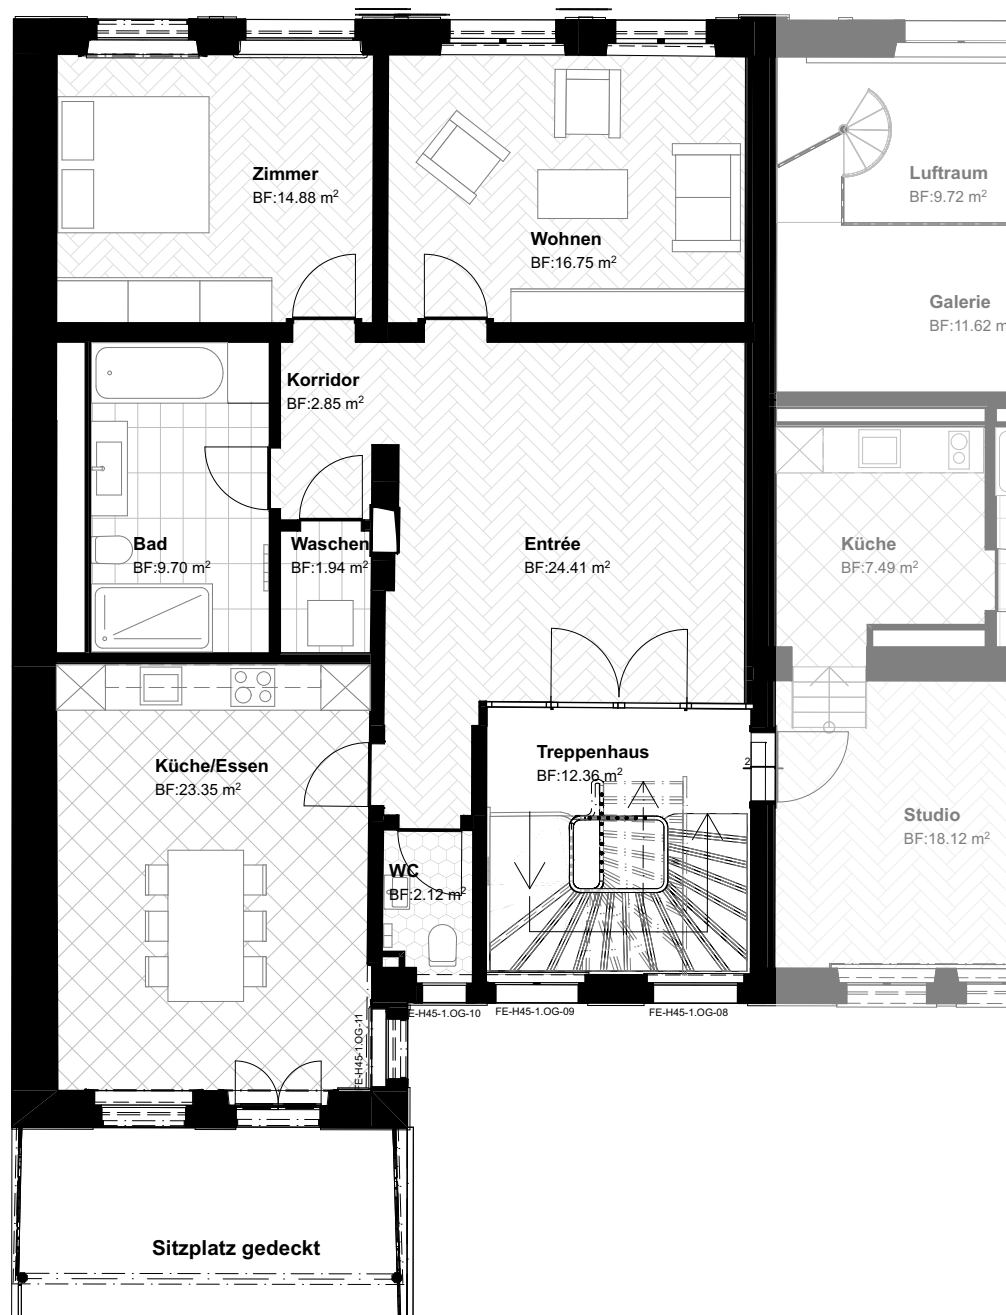 Zimmer
BF:14.88 m²
Wohnen
BF:16.75 m²
Luftraum
BF:9.72 m²
Galerie
BF:11.62 m
Korridor
BF:2.85 m²
Bad
BF:9.70 m²
Waschen
BF:1.94 m²
Entrée
BF:24.41 m²
Küche
BF:7.49 m²
Küche/Essen
BF:23.35 m²
Treppenhaus
BF:12.36 m²
2
Studio
BF:18.12 m²
WC
BF:2.12 m²
FE-H45-1.OG-11
E-H45-1.OG-10
FE-H45-1.OG-09
FE-H45-1.OG-08
Sitzplatz gedeckt